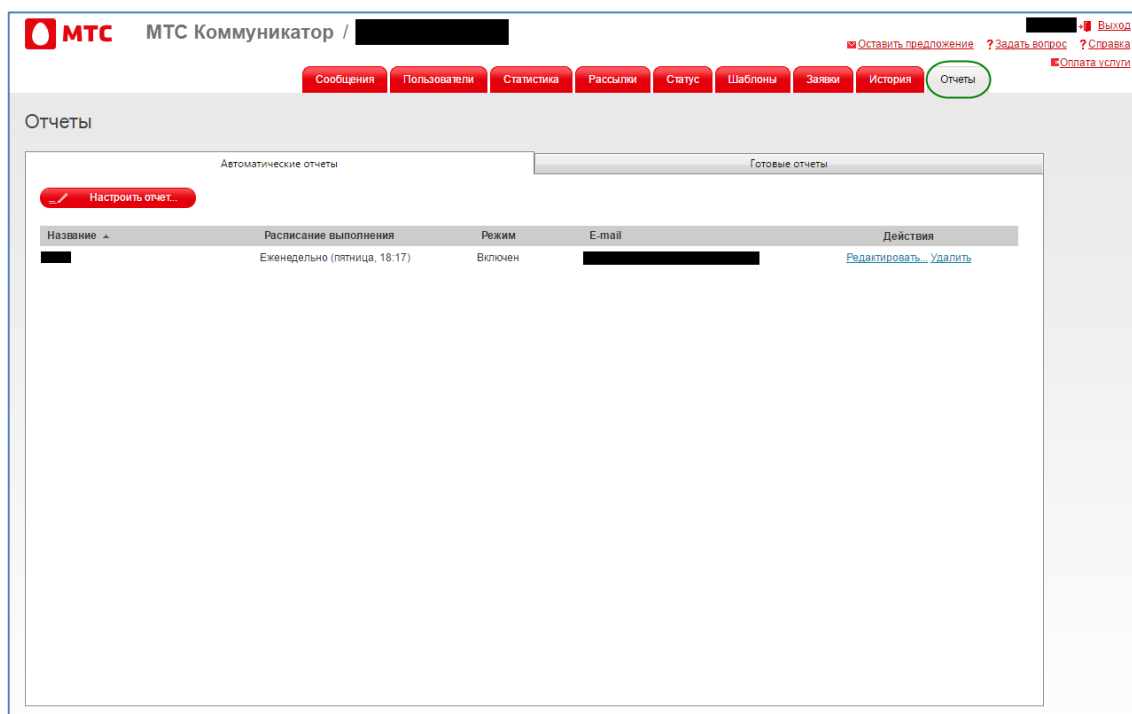 МТС
МТС Коммуникатор /
Выход
Оставить предложение ? Задать вопрос ? Справка
Оплата услуги
Сообщения Пользователи Статистика Рассылки Статус Шаблоны Заявки История Отчеты
Отчеты
Автоматические отчеты Готовые отчеты
Настроить отчет...
Название Расписание выполнения Режим E-mail Действия
Еженедельно (пятница, 18:17) Включен Редактировать... Удалить